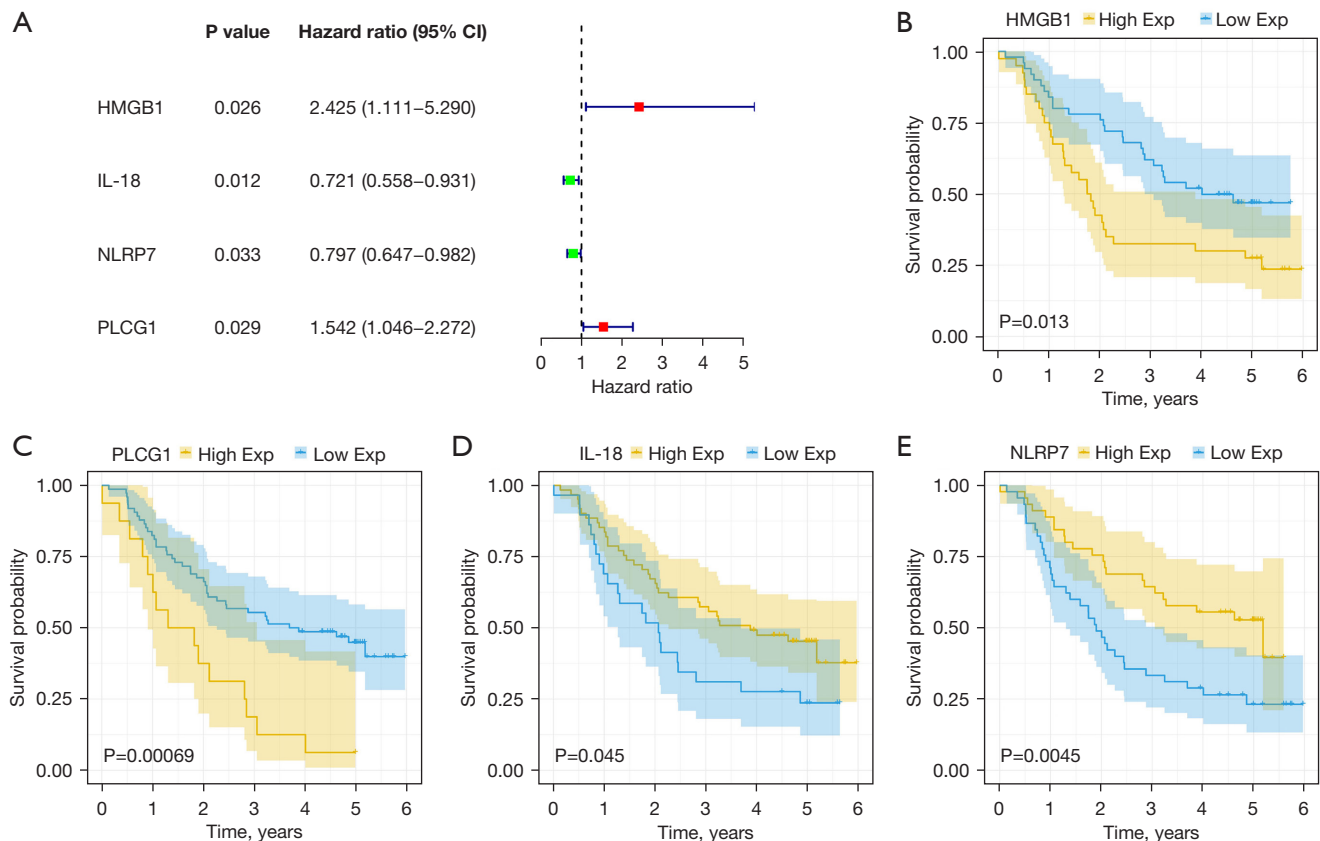 A
P value Hazard ratio (95% CI)
HMGB1 0.026 2.425 (1.111–5.290)
IL-18 0.012 0.721 (0.558–0.931)
NLRP7 0.033 0.797 (0.647–0.982)
PLCG1 0.029 1.542 (1.046–2.272)
0 1 2 3 4 5
Hazard ratio
B
HMGB1 High Exp Low Exp
Survival probability
1.00
0.75
0.50
0.25
0.00
P=0.013
0 1 2 3 4 5 6
Time, years
C
PLCG1 High Exp Low Exp
Survival probability
1.00
0.75
0.50
0.25
0.00
P=0.00069
0 1 2 3 4 5 6
Time, years
D
IL-18 High Exp Low Exp
Survival probability
1.00
0.75
0.50
0.25
0.00
P=0.045
0 1 2 3 4 5 6
Time, years
E
NLRP7 High Exp Low Exp
Survival probability
1.00
0.75
0.50
0.25
0.00
P=0.0045
0 1 2 3 4 5 6
Time, years